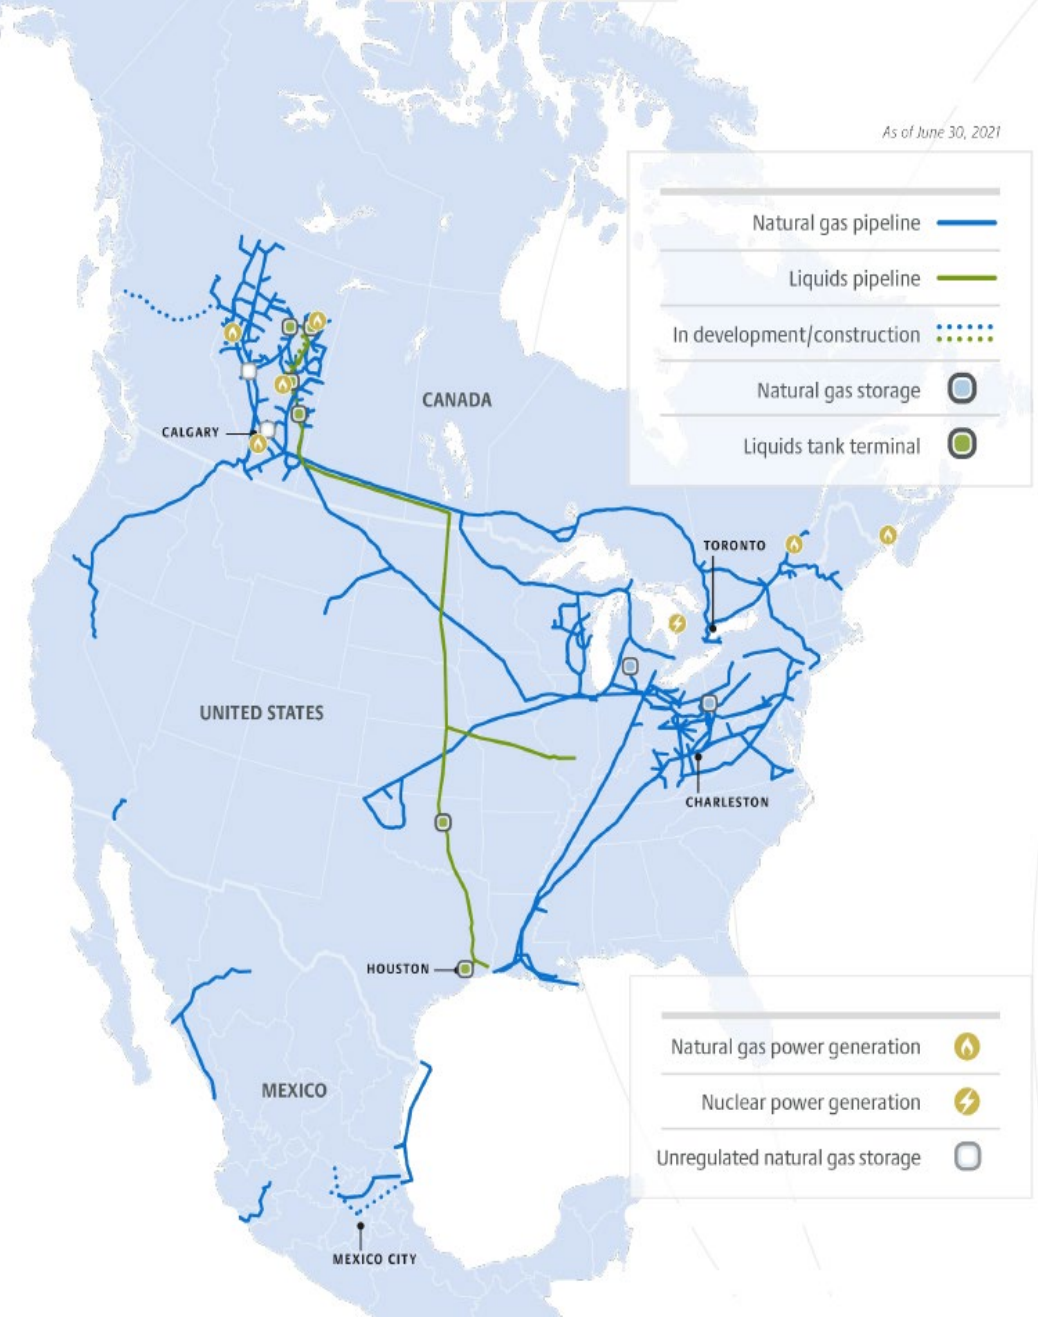 As of June 30, 2021
Natural gas pipeline
Liquids pipeline
In development/construction
Natural gas storage
Liquids tank terminal
CANADA
CALGARY
TORONTO
UNITED STATES
CHARLESTON
HOUSTON
Natural gas power generation
MEXICO
Nuclear power generation
Unregulated natural gas storage
MEXICO CITY